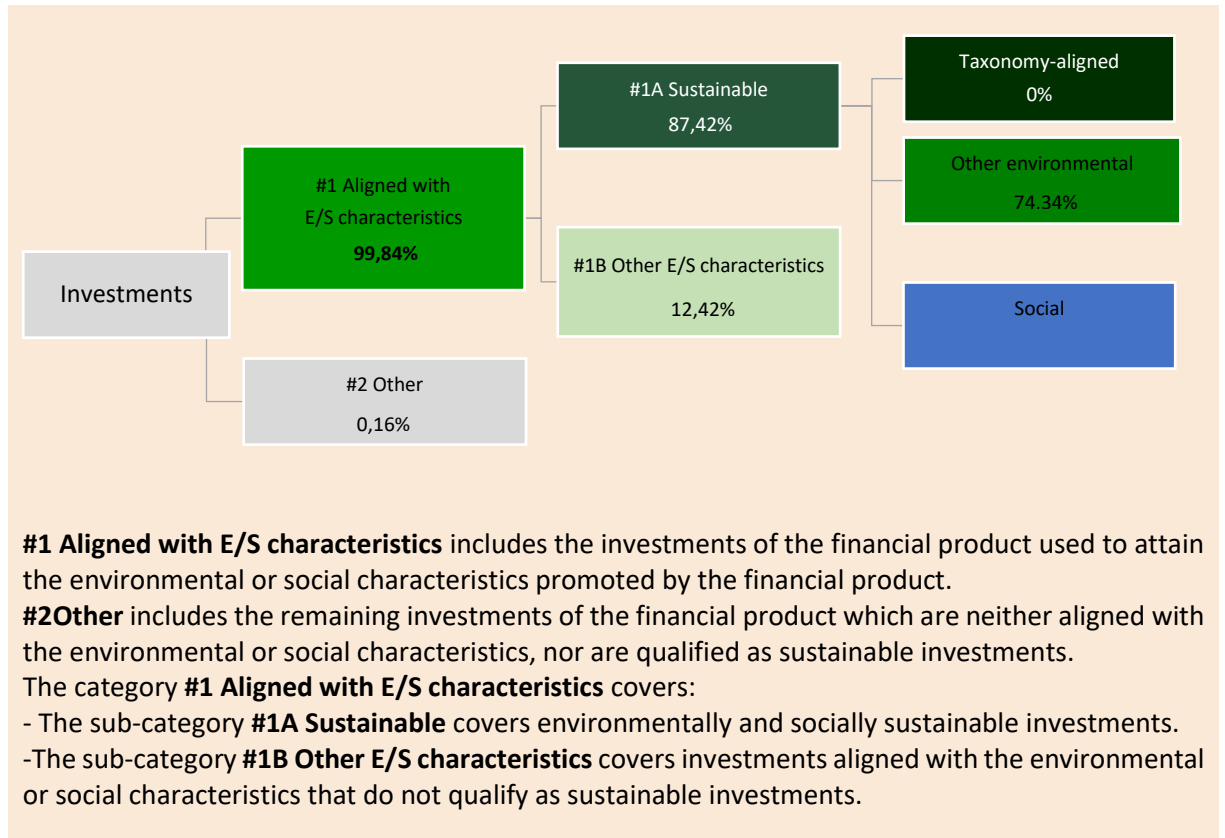 Taxonomy-aligned
0%
#1A Sustainable
87,42%
Other environmental
74.34%
#1 Aligned with
E/S characteristics
99,84%
#1B Other E/S characteristics
12,42%
Investments
Social
#2 Other
0,16%
#1 Aligned with E/S characteristics includes the investments of the financial product used to attain
the environmental or social characteristics promoted by the financial product.
#2Other includes the remaining investments of the financial product which are neither aligned with
the environmental or social characteristics, nor are qualified as sustainable investments.
The category #1 Aligned with E/S characteristics covers:
- The sub-category #1A Sustainable covers environmentally and socially sustainable investments.
-The sub-category #1B Other E/S characteristics covers investments aligned with the environmental
or social characteristics that do not qualify as sustainable investments.